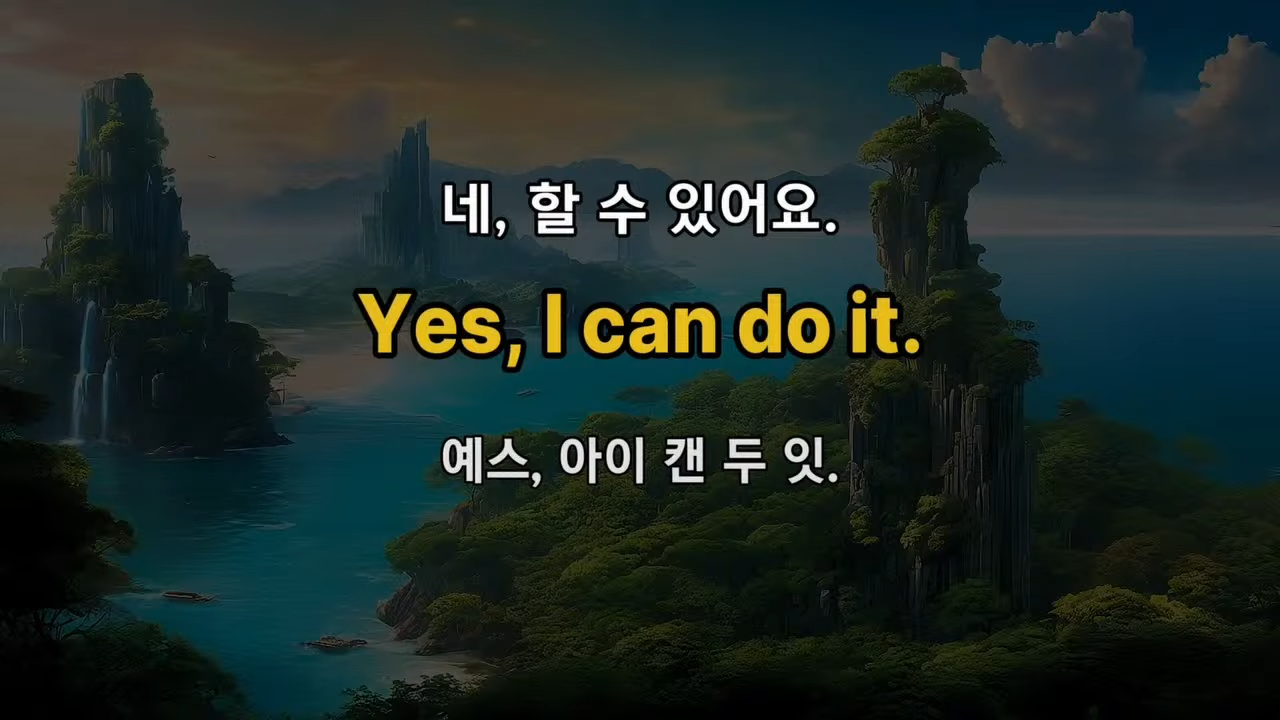 네, 할 수 있어요.
Yes, I can do it.
예스, 아이 캔 두 잇.